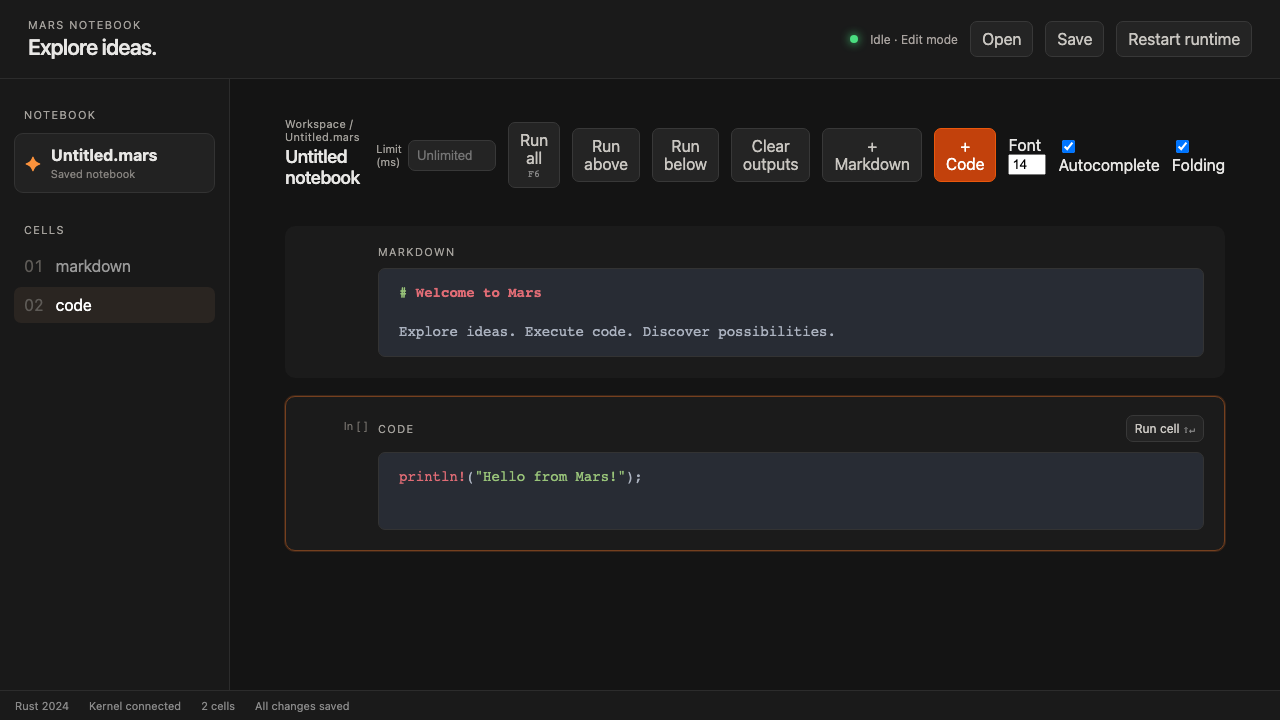 MARS NOTEBOOK
Explore ideas.
Idle · Edit mode
Open
Save
Restart runtime
NOTEBOOK
Untitled.mars
Saved notebook
CELLS
01 markdown
02 code
Workspace /
Untitled.mars
Untitled
notebook
Limit
(ms)
Unlimited
Run
all
F6
Run
above
Run
below
Clear
outputs
+
Markdown
+
Code
Font
14
Autocomplete
Folding
MARKDOWN
# Welcome to Mars
Explore ideas. Execute code. Discover possibilities.
In [ ]
CODE
Run cell ⇧↵
println!("Hello from Mars!");
Rust 2024
Kernel connected
2 cells
All changes saved